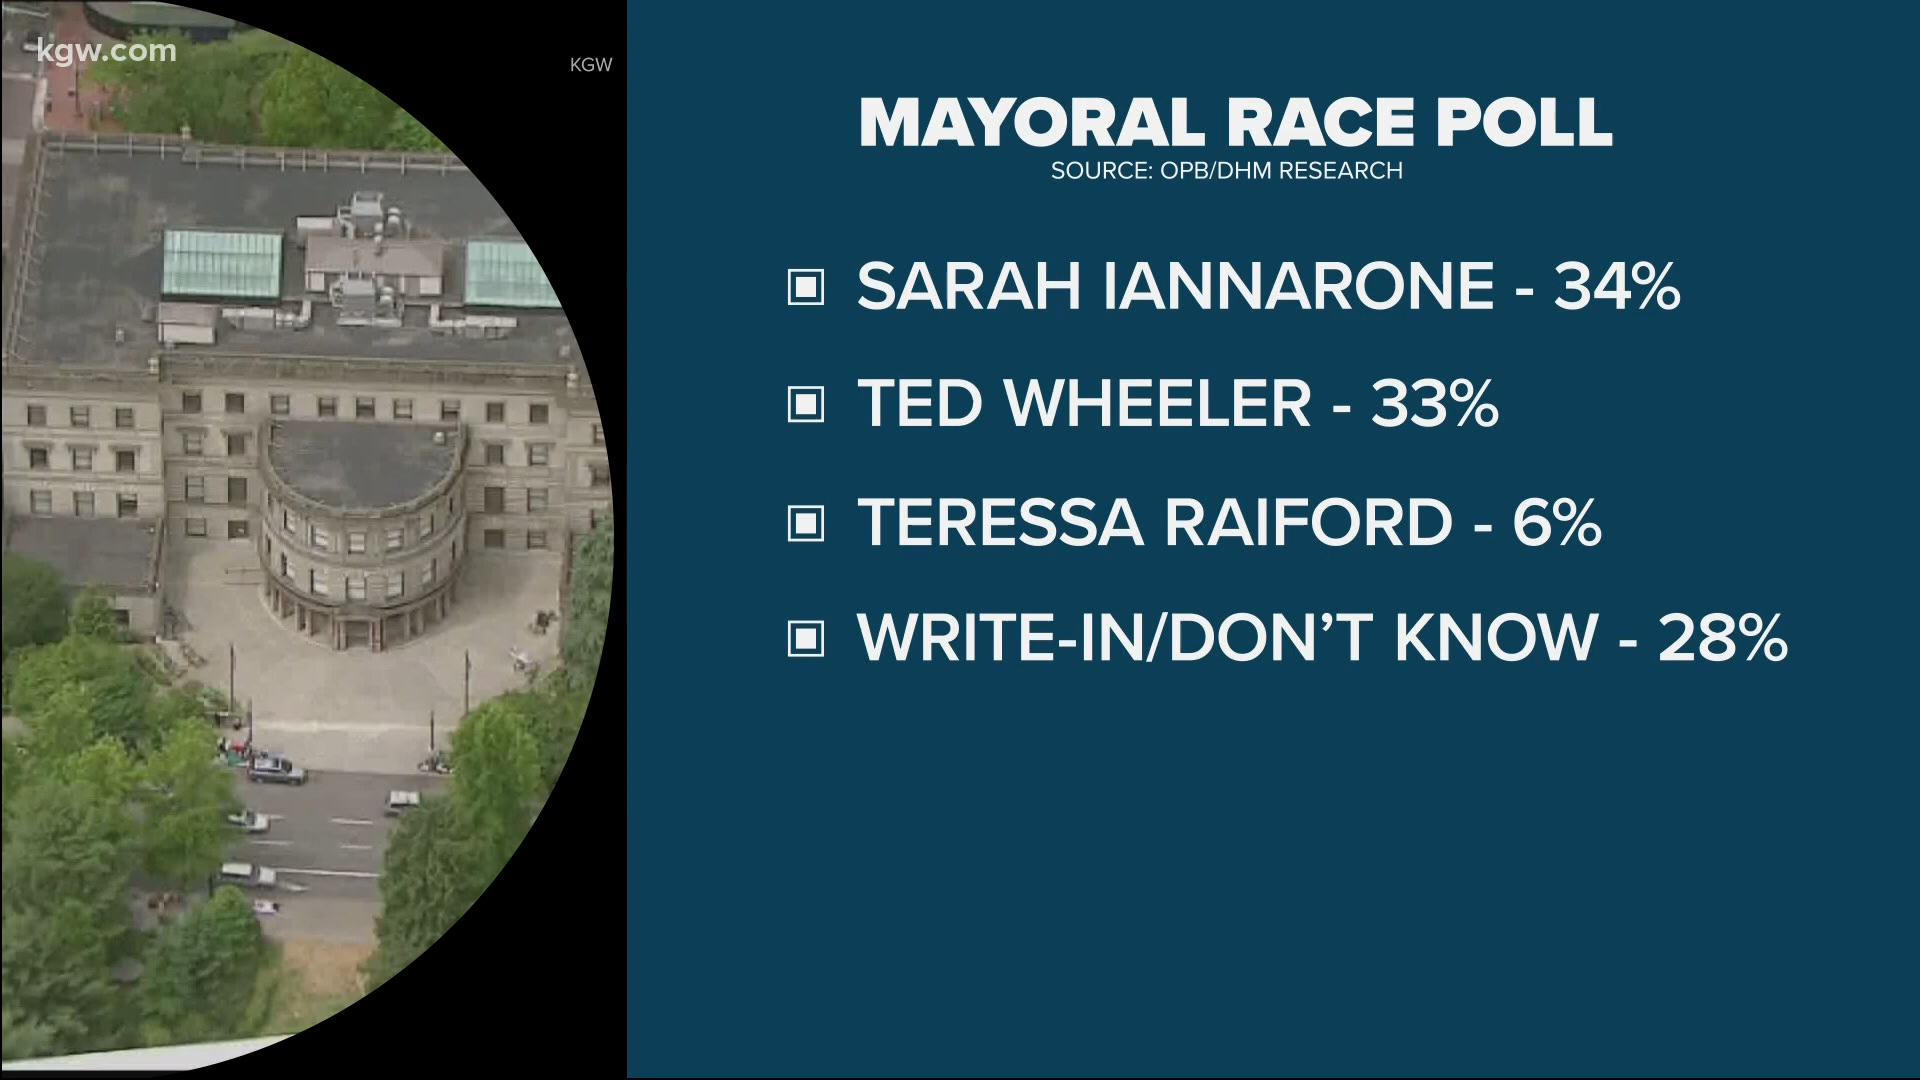 kgw.com
KGW
MAYORAL RACE POLL
SOURCE: OPB/DHM RESEARCH
SARAH IANNARONE - 34%
TED WHEELER - 33%
TERESSA RAIFORD - 6%
WRITE-IN/DON’T KNOW - 28%